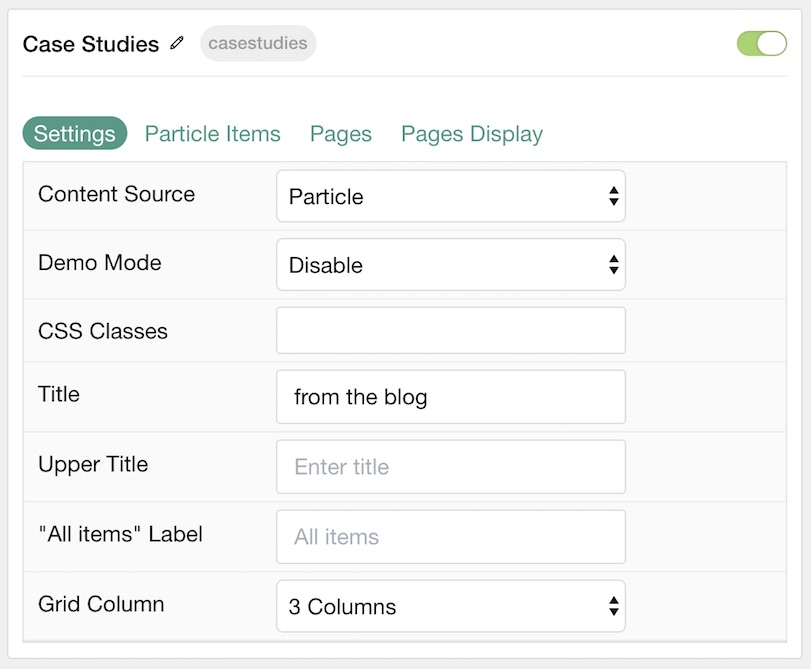 Case Studies casestudies
Settings Particle Items Pages Pages Display
Content Source Particle
Demo Mode Disable
CSS Classes
Title from the blog
Upper Title Enter title
"All items" Label All items
Grid Column 3 Columns